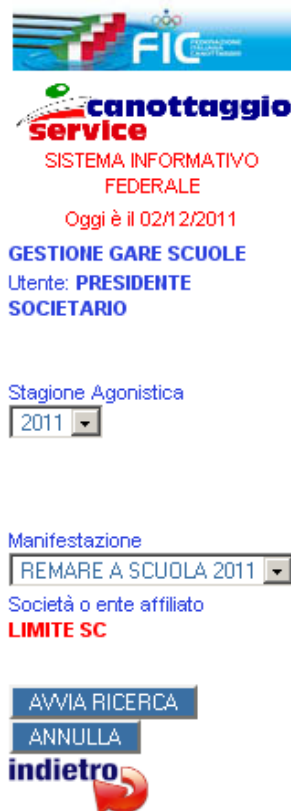 FIC
FEDERAZIONE
ITALIANA
CANOTTAGGIO
canottaggio
service
SISTEMA INFORMATIVO
FEDERALE
Oggi è il 02/12/2011
GESTIONE GARE SCUOLE
Utente: PRESIDENTE
SOCIETARIO
Stagione Agonistica
2011
Manifestazione
REMARE A SCUOLA 2011
Società o ente affiliato
LIMITE SC
AVVIA RICERCA
ANNULLA
indietro